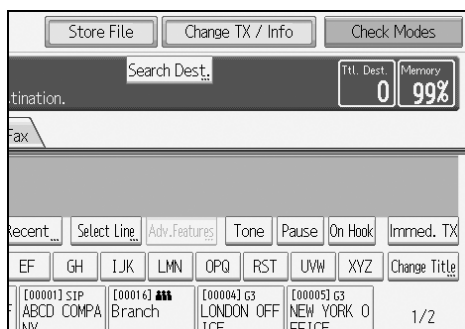 Store File Change TX / Info Check Modes
Search Dest. Ttl. Dest. Memory
tination. 0 99%
Fax
Recent Select Line Adv.Features Tone Pause On Hook Immed. TX
EF GH IJK LMN OPQ RST UVW XYZ Change Title
[00001] SIP [00016] [00004] G3 [00005] G3
F ABCD COMPA Branch LONDON OFF NEW YORK O 1/2
NY ICE FFICE